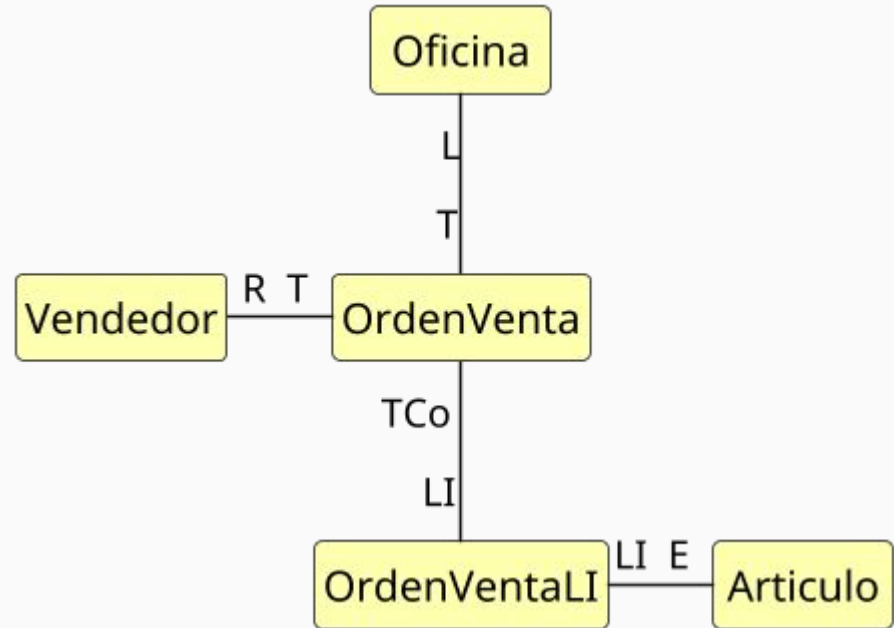 Oficina
L
T
Vendedor R T OrdenVenta
TCo
LI
OrdenVentaLI LI E Articulo